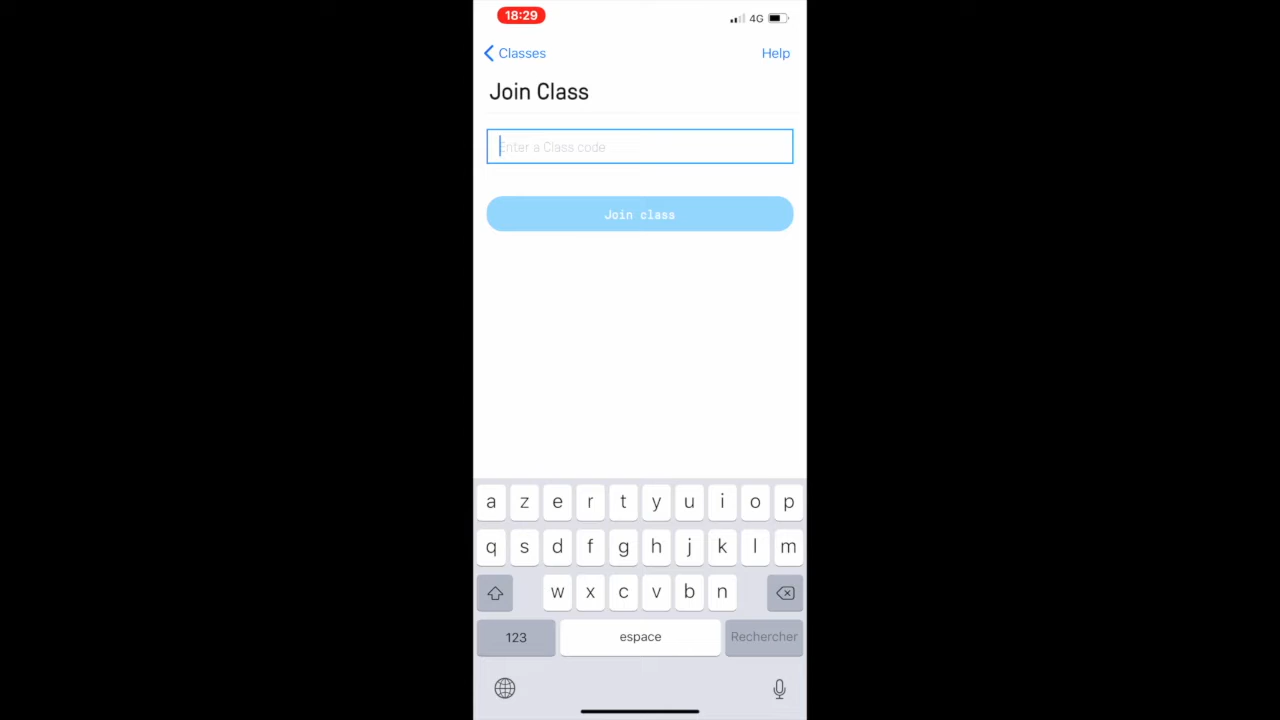 18:29
4G
Classes
Help
Join Class
Enter a Class code
Join class
a z e r t y u i o p
q s d f g h j k l m
w x c v b n
123
espace
Rechercher